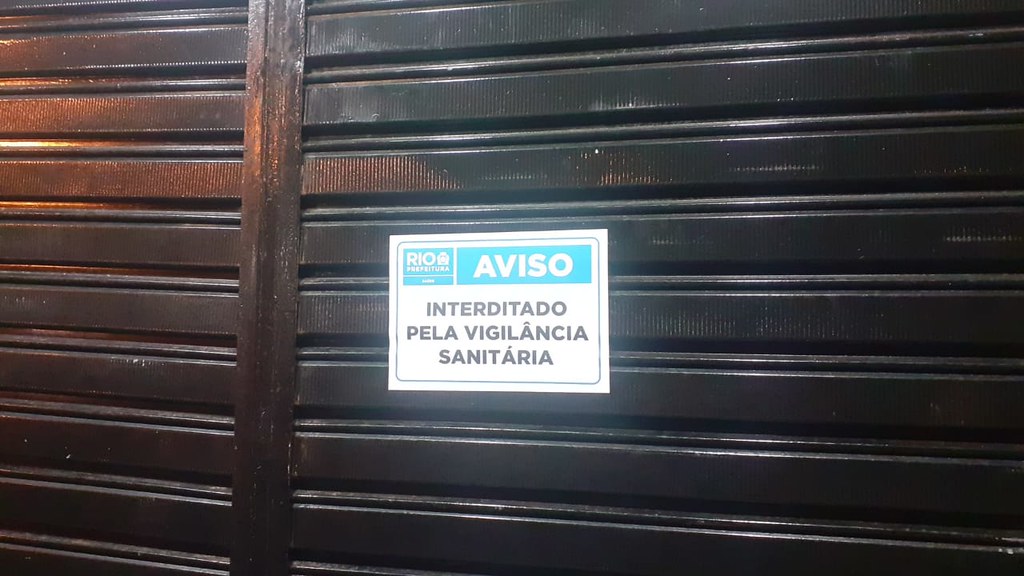 RIO
PREFEITURA
AVISO
INTERDITADO
PELA VIGILÂNCIA
SANITÁRIA